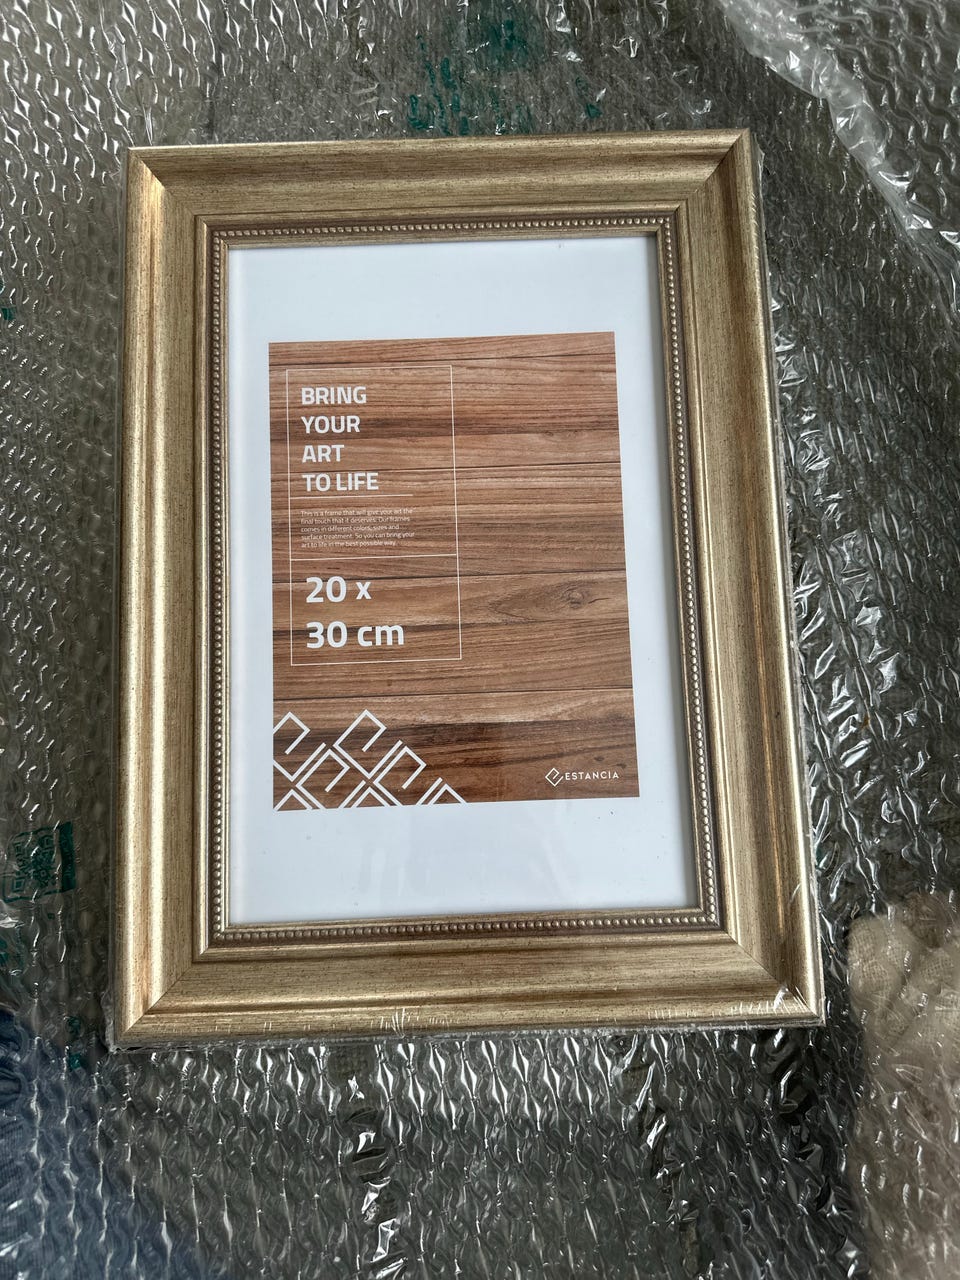 BRING
YOUR
ART
TO LIFE
This is a frame that will give your art the
final touch that it deserves. Our frames
comes in different colors, sizes and
surface treatment. So you can bring your
art to life in the best possible way.
20 x
30 cm
ESTANCIA